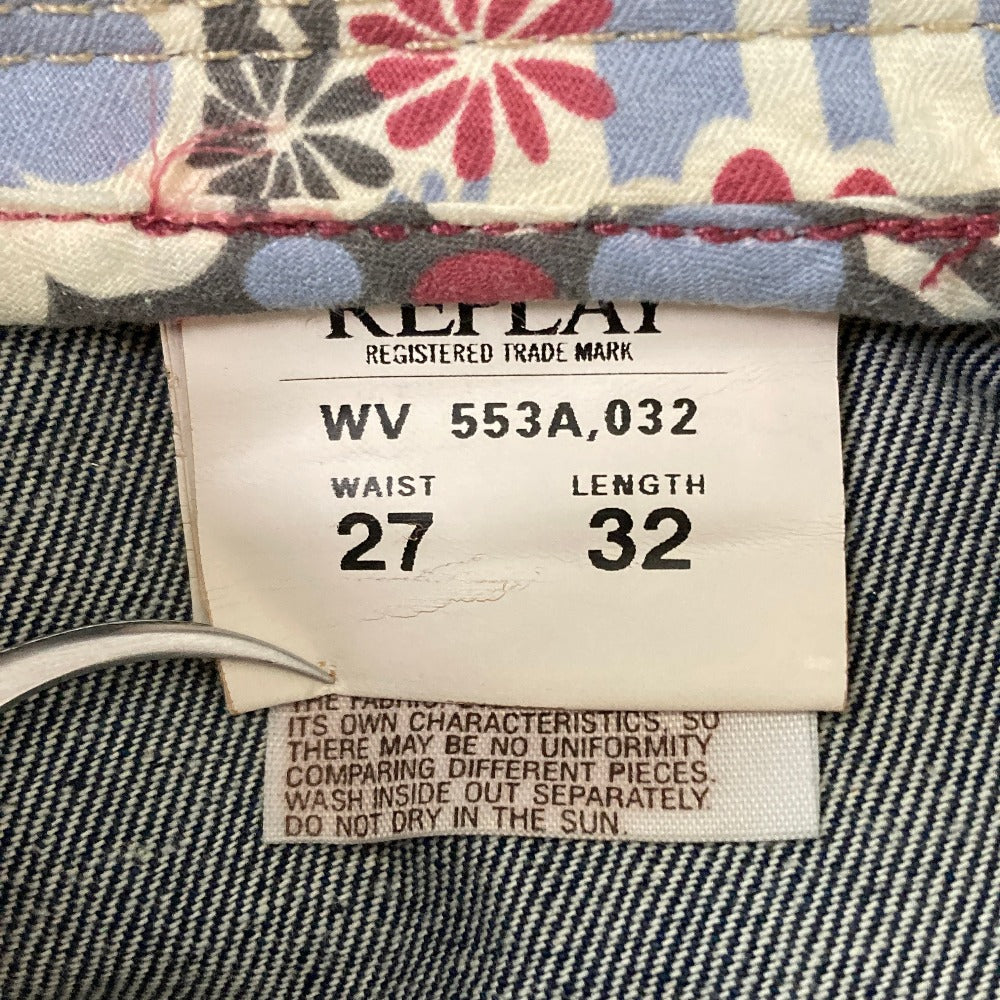 REPLAY
REGISTERED TRADE MARK
WV 553A,032
WAIST LENGTH
27 32
THE FABRIC
ITS OWN CHARACTERISTICS, SO
THERE MAY BE NO UNIFORMITY
COMPARING DIFFERENT PIECES.
WASH INSIDE OUT SEPARATELY
DO NOT DRY IN THE SUN.